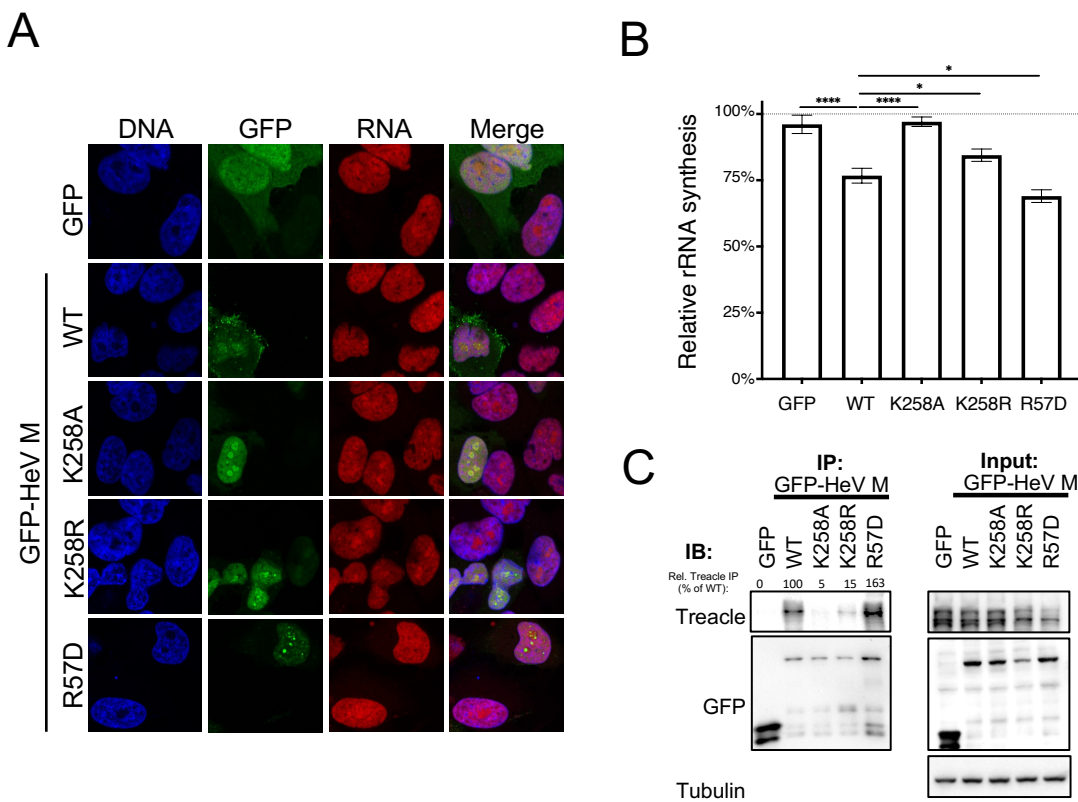 A
DNA GFP RNA Merge
GFP
GFP-HeV M
WT
K258A
K258R
R57D
B
Relative rRNA synthesis
100%
75%
50%
25%
0%
**** ****
*
*
GFP WT K258A K258R R57D
C
IP:
GFP-HeV M
Input:
GFP-HeV M
IB:
GFP WT K258A K258R R57D
GFP WT K258A K258R R57D
Rel. Treacle IP
(% of WT):
0 100 5 15 163
Treacle
GFP
Tubulin